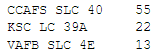 CCAFS SLC 40    55
KSC LC 39A      22
VAFB SLC 4E     13